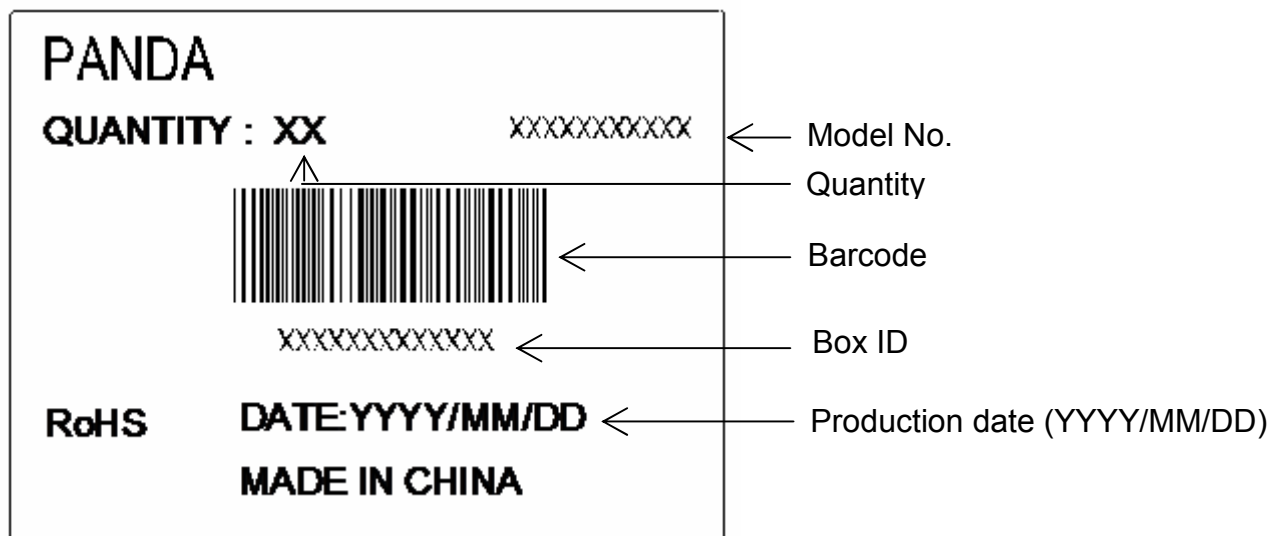 PANDA
QUANTITY : XX XXXXXXXXXXX
Model No.
Quantity
Barcode
XXXXXXXXXXXXX
Box ID
RoHS DATE:YYYY/MM/DD
Production date (YYYY/MM/DD)
MADE IN CHINA